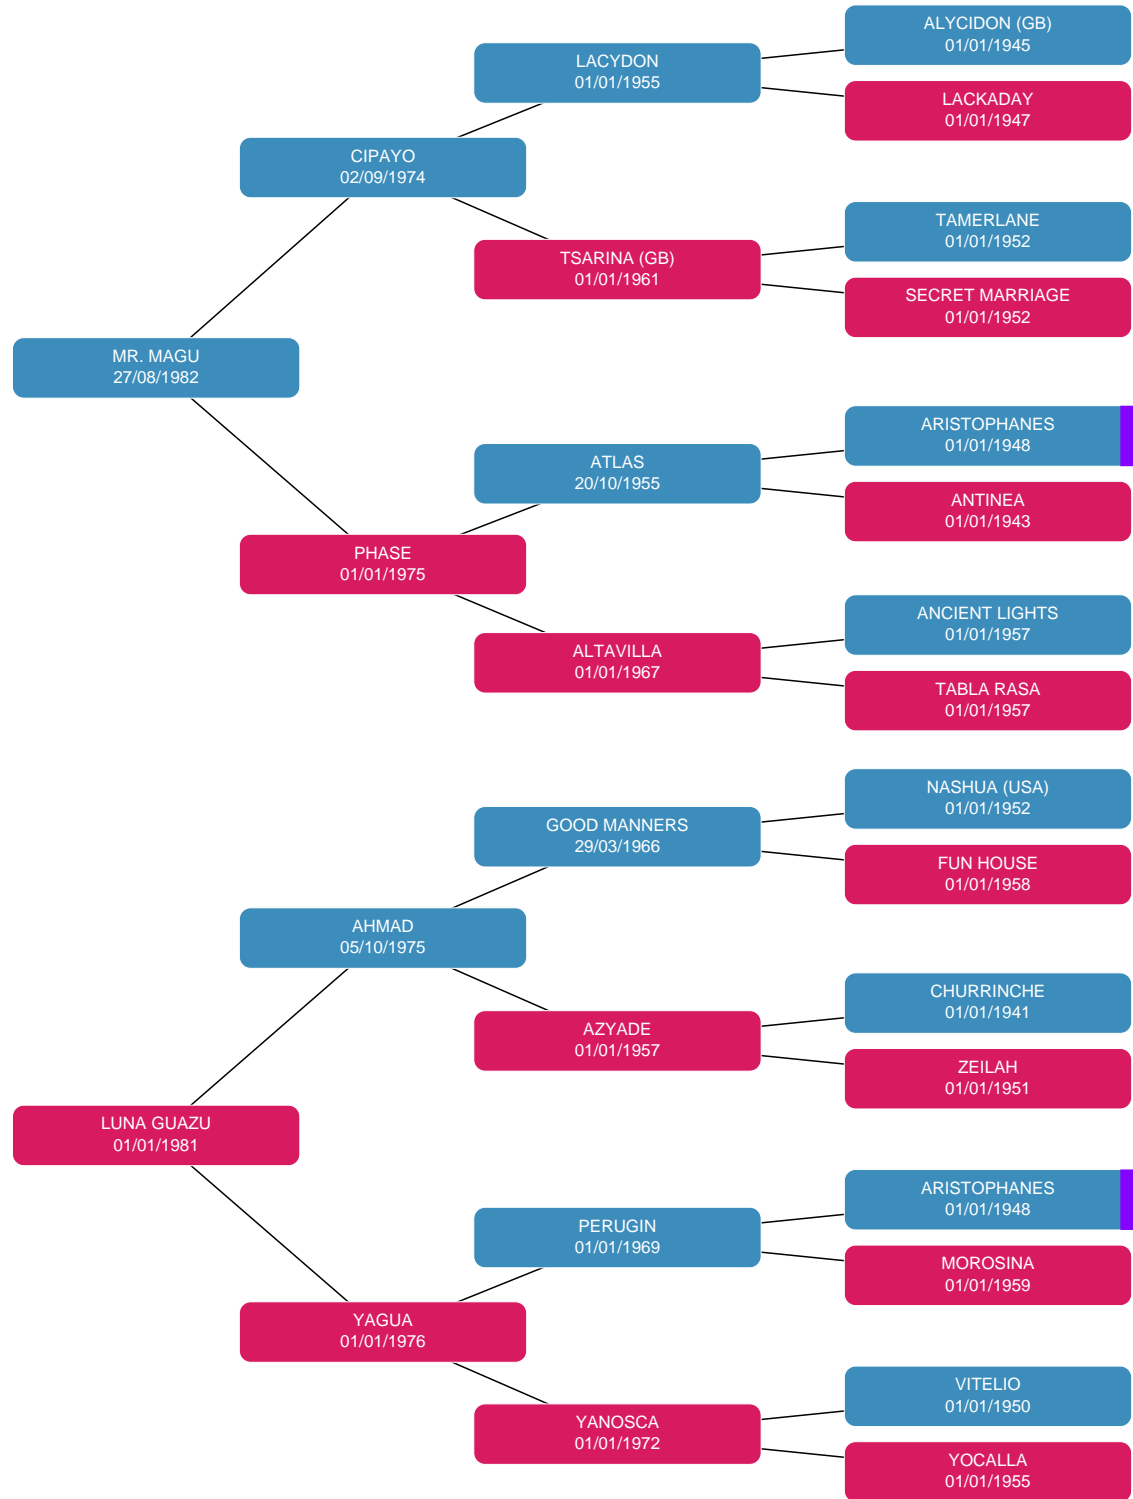 ALYCIDON (GB)
01/01/1945
LACYDON
01/01/1955
LACKADAY
01/01/1947
CIPAYO
02/09/1974
TAMERLANE
01/01/1952
TSARINA (GB)
01/01/1961
SECRET MARRIAGE
01/01/1952
MR. MAGU
27/08/1982
ARISTOPHANES
01/01/1948
ATLAS
20/10/1955
ANTINEA
01/01/1943
PHASE
01/01/1975
ANCIENT LIGHTS
01/01/1957
ALTAVILLA
01/01/1967
TABLA RASA
01/01/1957
NASHUA (USA)
01/01/1952
GOOD MANNERS
29/03/1966
FUN HOUSE
01/01/1958
AHMAD
05/10/1975
CHURRINCHE
01/01/1941
AZYADE
01/01/1957
ZEILAH
01/01/1951
LUNA GUAZU
01/01/1981
ARISTOPHANES
01/01/1948
PERUGIN
01/01/1969
MOROSINA
01/01/1959
YAGUA
01/01/1976
VITELIO
01/01/1950
YANOSCA
01/01/1972
YOCALLA
01/01/1955